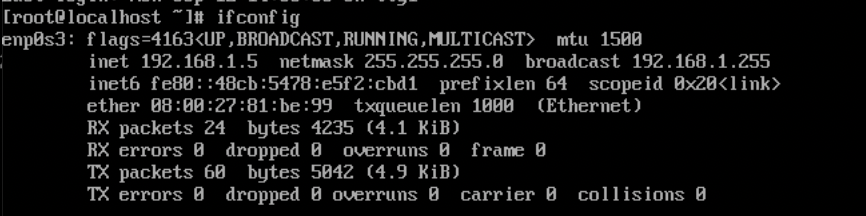 [root@localhost ~]# ifconfig
enp0s3: flags=4163<UP,BROADCAST,RUNNING,MULTICAST>  mtu 1500
        inet 192.168.1.5  netmask 255.255.255.0  broadcast 192.168.1.255
        inet6 fe80::48cb:5478:e5f2:cbd1  prefixlen 64  scopeid 0x20<link>
        ether 08:00:27:81:be:99  txqueuelen 1000  (Ethernet)
        RX packets 24  bytes 4235 (4.1 KiB)
        RX errors 0  dropped 0  overruns 0  frame 0
        TX packets 60  bytes 5042 (4.9 KiB)
        TX errors 0  dropped 0 overruns 0  carrier 0  collisions 0